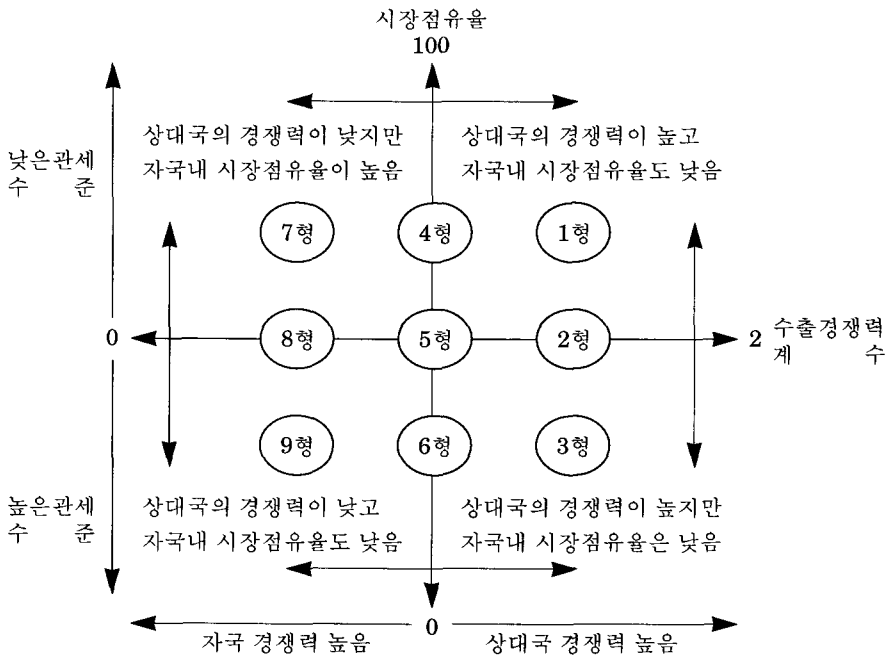 시장점유율
100
상대국의 경쟁력이 낮지만
자국내 시장점유율이 높음
상대국의 경쟁력이 높고
자국내 시장점유율도 낮음
낮은관세
수 준
7형
4형
1형
0
8형
5형
2형
2
수출경쟁력
계 수
9형
6형
3형
높은관세
수 준
상대국의 경쟁력이 낮고
자국내 시장점유율도 낮음
상대국의 경쟁력이 높지만
자국내 시장점유율은 낮음
자국 경쟁력 높음
0
상대국 경쟁력 높음